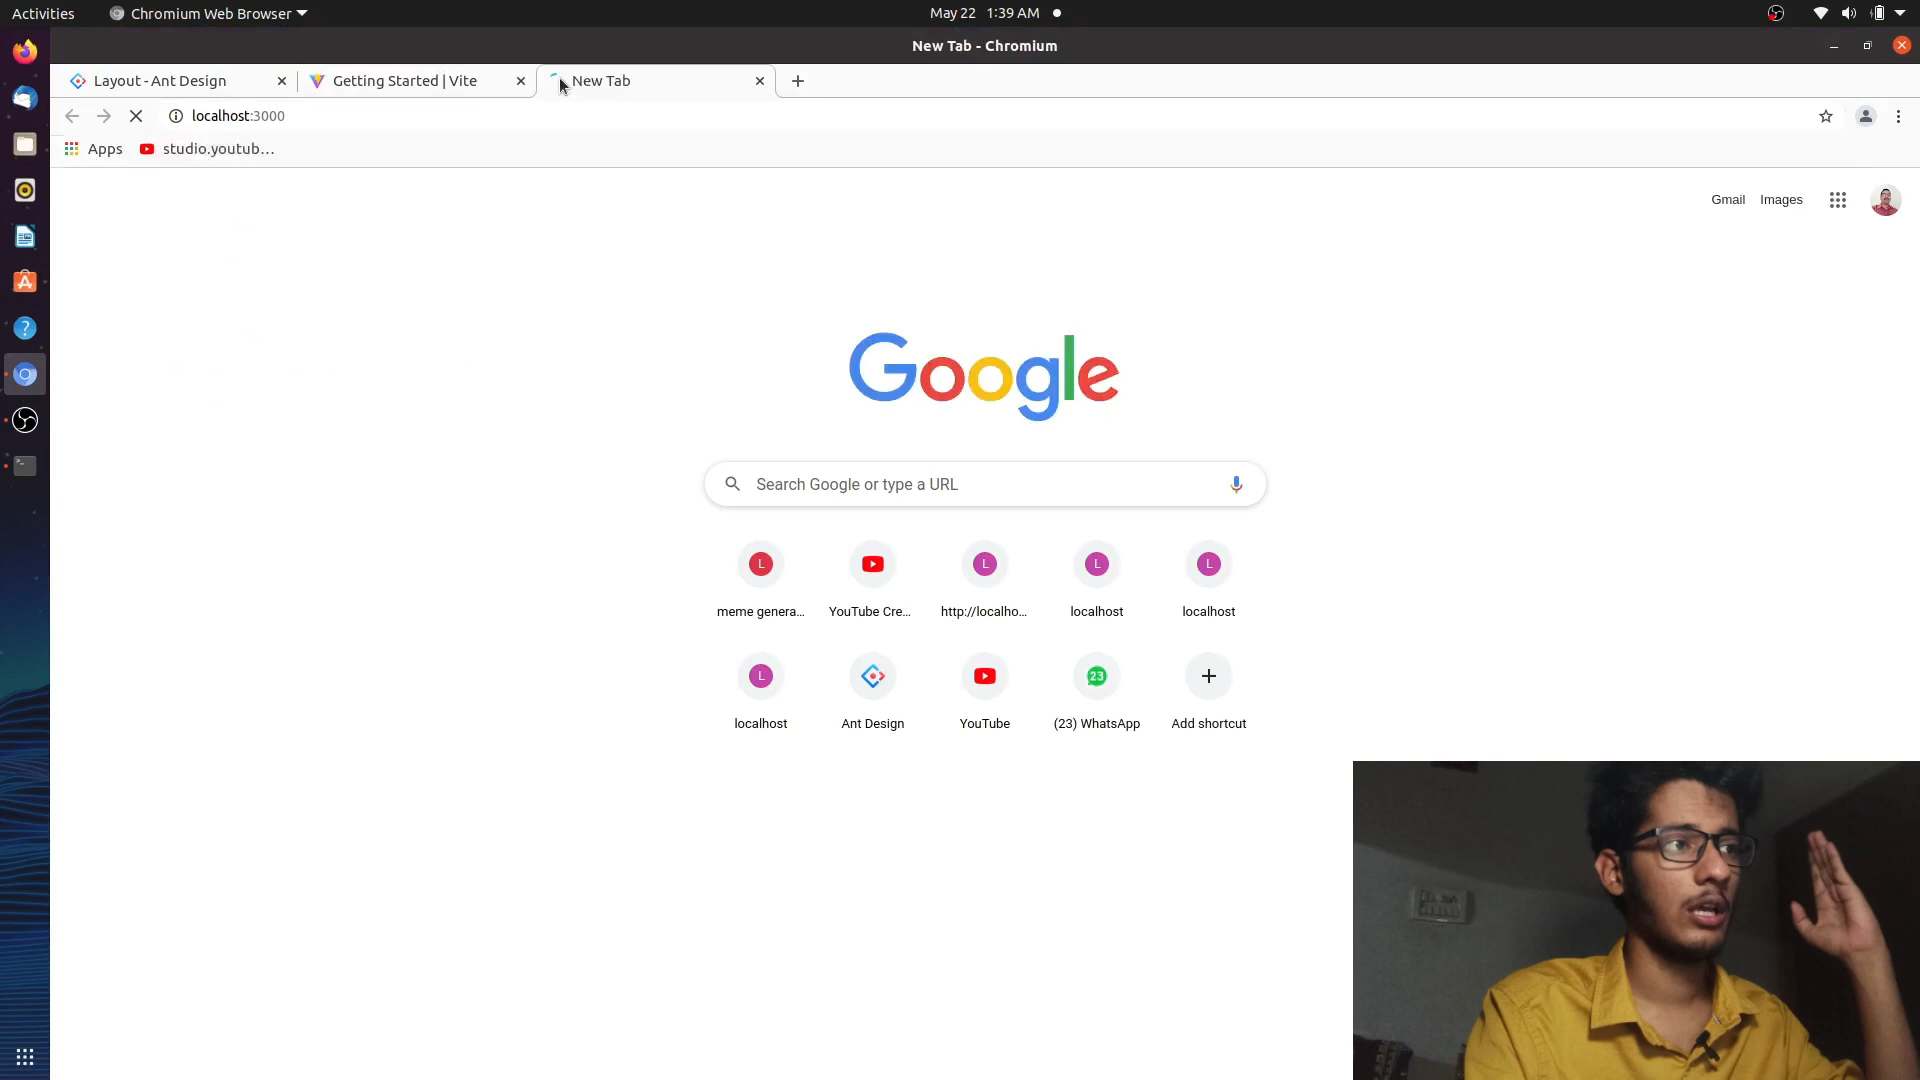 Activities Chromium Web Browser May 22 1:39 AM
New Tab - Chromium
Layout - Ant Design Getting Started | Vite New Tab
localhost:3000
Apps studio.youtub...
Gmail Images
Google
Search Google or type a URL
L L L L
meme genera... YouTube Cre... http://localho... localhost localhost
L 23
localhost Ant Design YouTube (23) WhatsApp Add shortcut